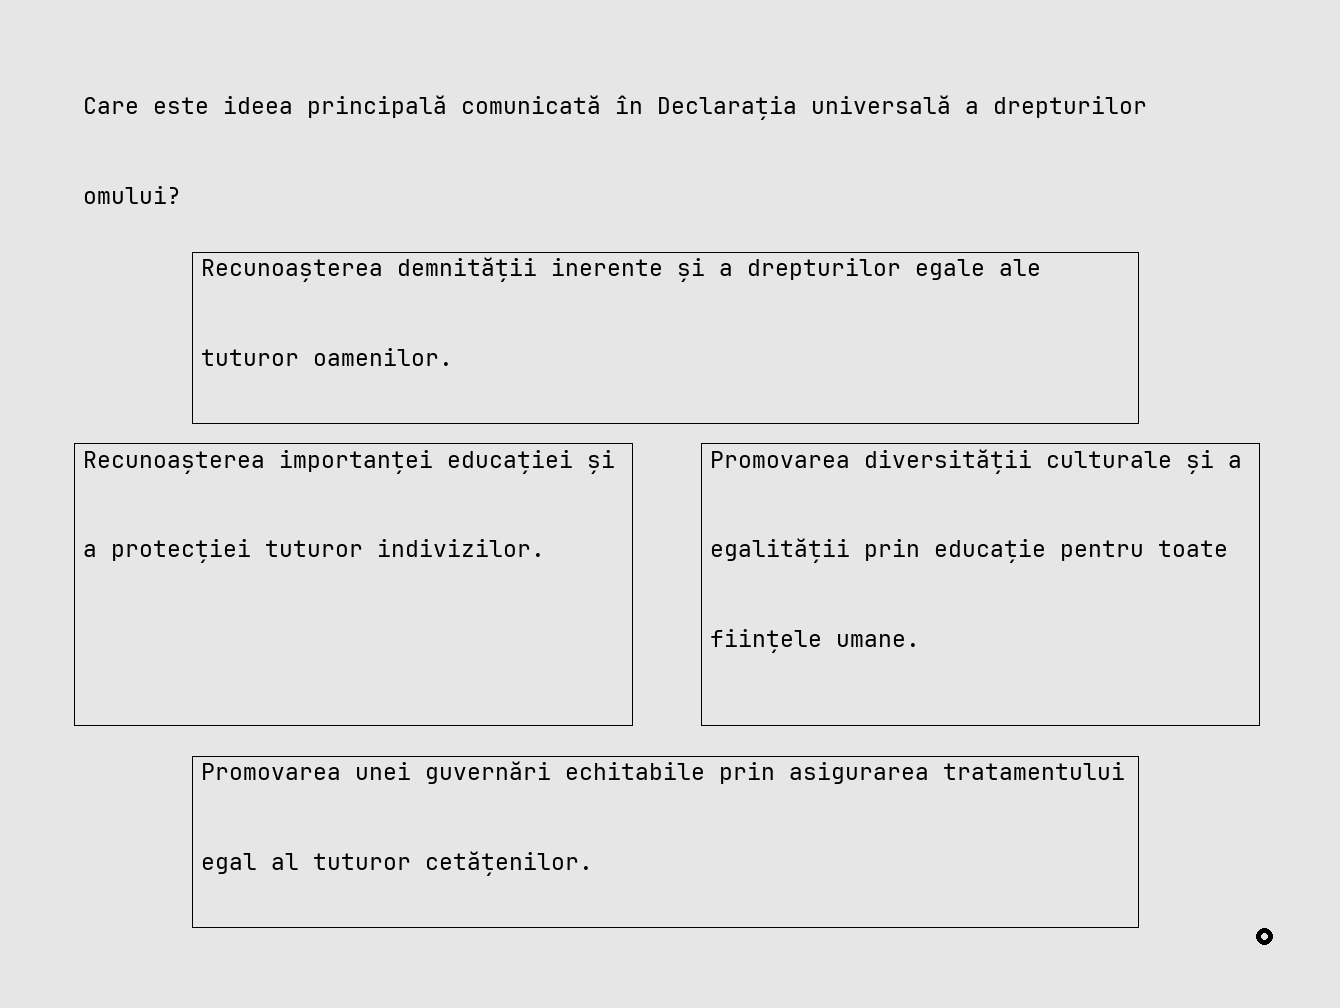 Care este ideea principală comunicată în Declarația universală a drepturilor
omului?
Recunoașterea demnității inerente și a drepturilor egale ale
tuturor oamenilor.
Recunoașterea importanței educației și
a protecției tuturor indivizilor.
Promovarea diversității culturale și a
egalității prin educație pentru toate
ființele umane.
Promovarea unei guvernări echitabile prin asigurarea tratamentului
egal al tuturor cetățenilor.